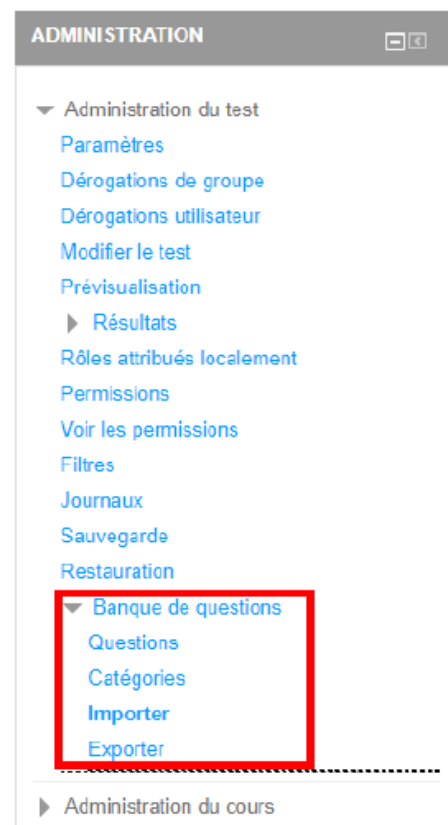 ADMINISTRATION
Administration du test
Paramètres
Dérogations de groupe
Dérogations utilisateur
Modifier le test
Prévisualisation
Résultats
Rôles attribués localement
Permissions
Voir les permissions
Filtres
Journaux
Sauvegarde
Restauration
Banque de questions
Questions
Catégories
Importer
Exporter
Administration du cours